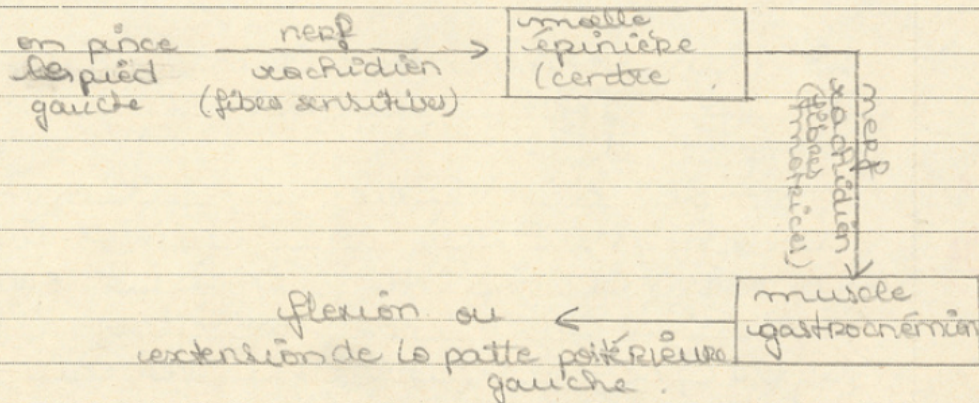 on pince
le pied
gauche
nerf
rachidien
(fibres sensitives)
moelle
épinière
(centre
nerf
rachidien
(fibres
motrices)
muscle
gastrocnémien
flexion ou
extension de la patte postérieure
gauche.